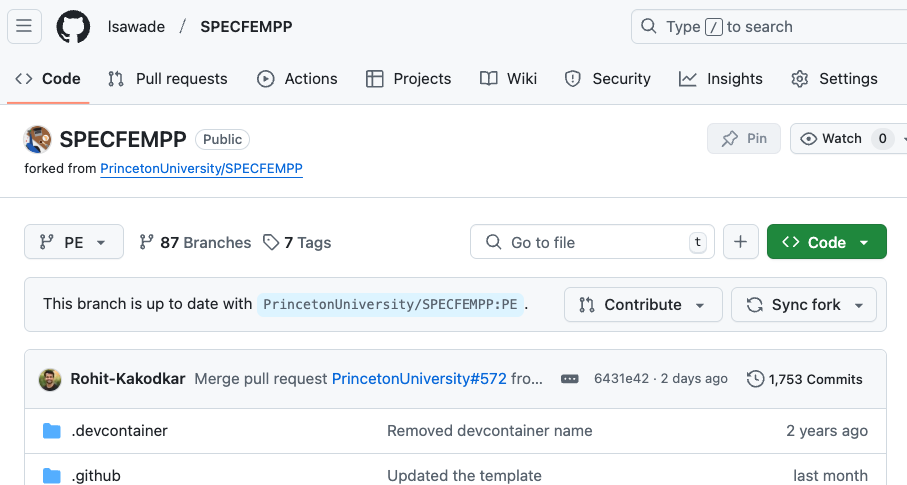 lsawade / SPECFEMPP Type / to search
Code Pull requests Actions Projects Wiki Security Insights Settings
SPECFEMPP Public Pin Watch 0
forked from PrincetonUniversity/SPECFEMPP
PE 87 Branches 7 Tags Go to file t + Code
This branch is up to date with PrincetonUniversity/SPECFEMPP:PE. Contribute Sync fork
Rohit-Kakodkar Merge pull request PrincetonUniversity#572 fro... 6431e42 · 2 days ago 1,753 Commits
.devcontainer Removed devcontainer name 2 years ago
.github Updated the template last month